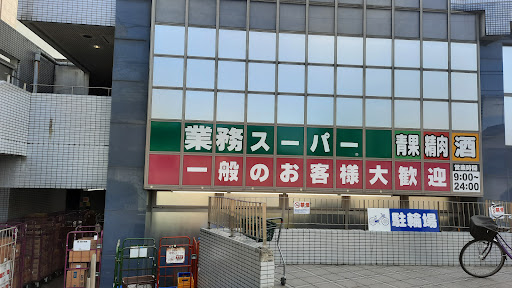 業務スーパー 青果 精肉 酒
一般のお客様大歓迎
営業時間
9:00~
24:00
駐輪場